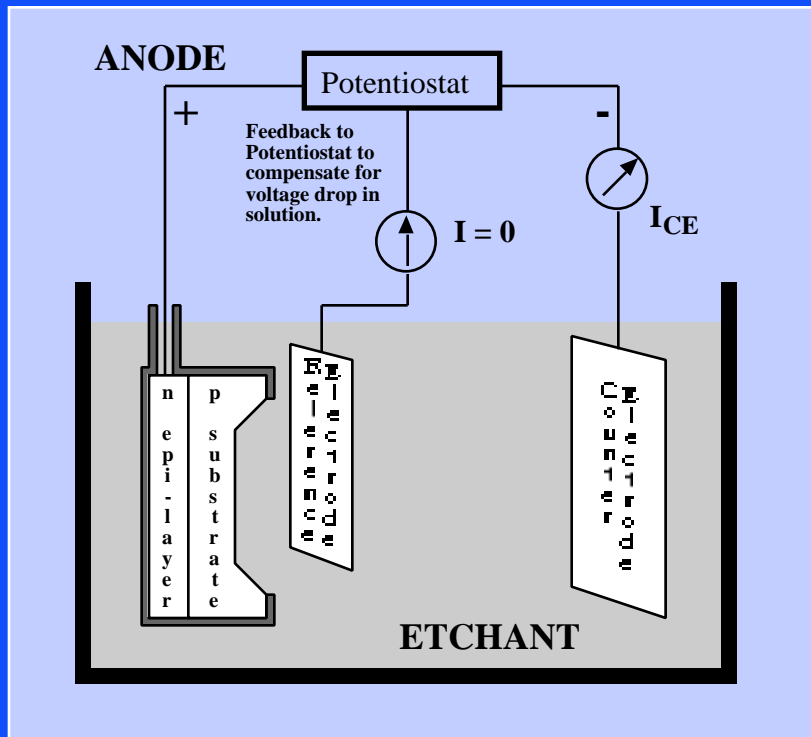 ANODE
Potentiostat
+
-
Feedback to
Potentiostat to
compensate for
voltage drop in
solution.
I = 0
I_CE
n epi-layer
p substrate
Reference
Electrode
Counter
Electrode
ETCHANT